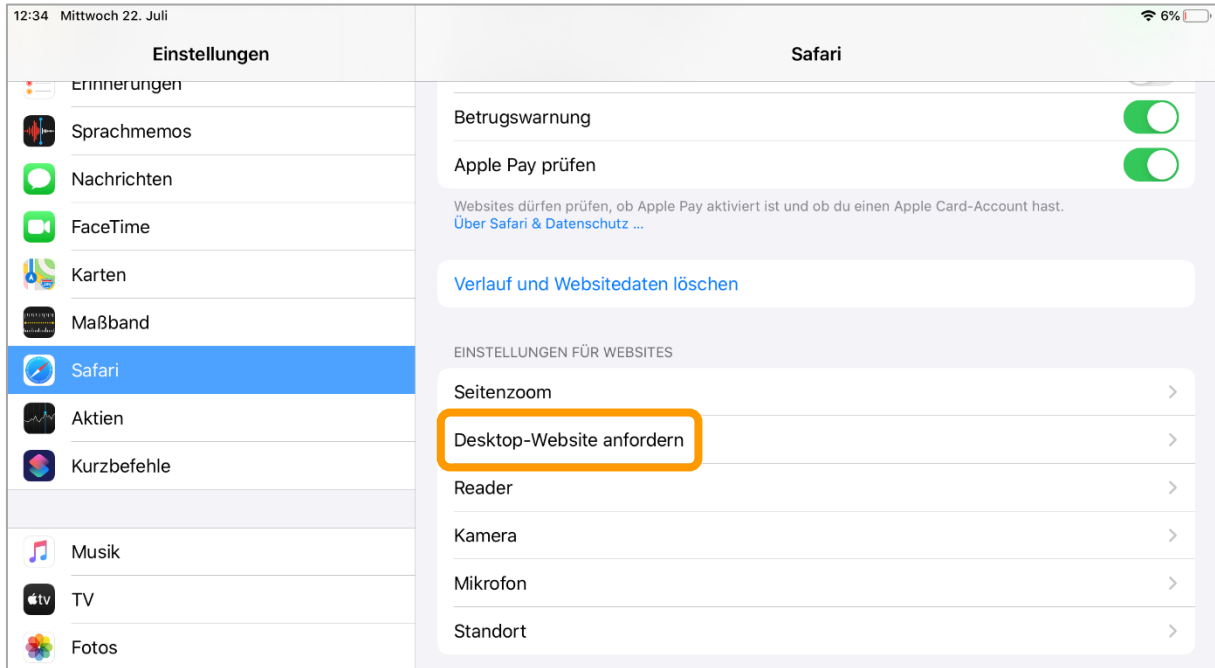 12:34 Mittwoch 22. Juli
6%
Einstellungen
Erinnerungen
Sprachmemos
Nachrichten
FaceTime
Karten
Maßband
Safari
Aktien
Kurzbefehle
Musik
tv TV
Fotos
Safari
Betrugswarnung
Apple Pay prüfen
Websites dürfen prüfen, ob Apple Pay aktiviert ist und ob du einen Apple Card-Account hast.
Über Safari & Datenschutz ...
Verlauf und Websitedaten löschen
EINSTELLUNGEN FÜR WEBSITES
Seitenzoom
Desktop-Website anfordern
Reader
Kamera
Mikrofon
Standort